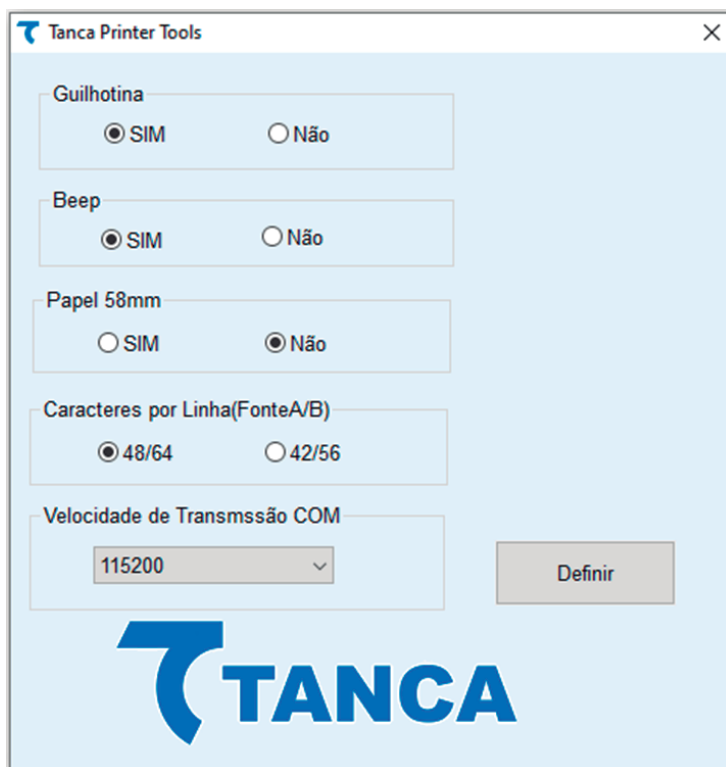 Tanca Printer Tools
Guilhotina
SIM Não
Beep
SIM Não
Papel 58mm
SIM Não
Caracteres por Linha(FonteA/B)
48/64 42/56
Velocidade de Transmssão COM
115200
Definir
TANCA